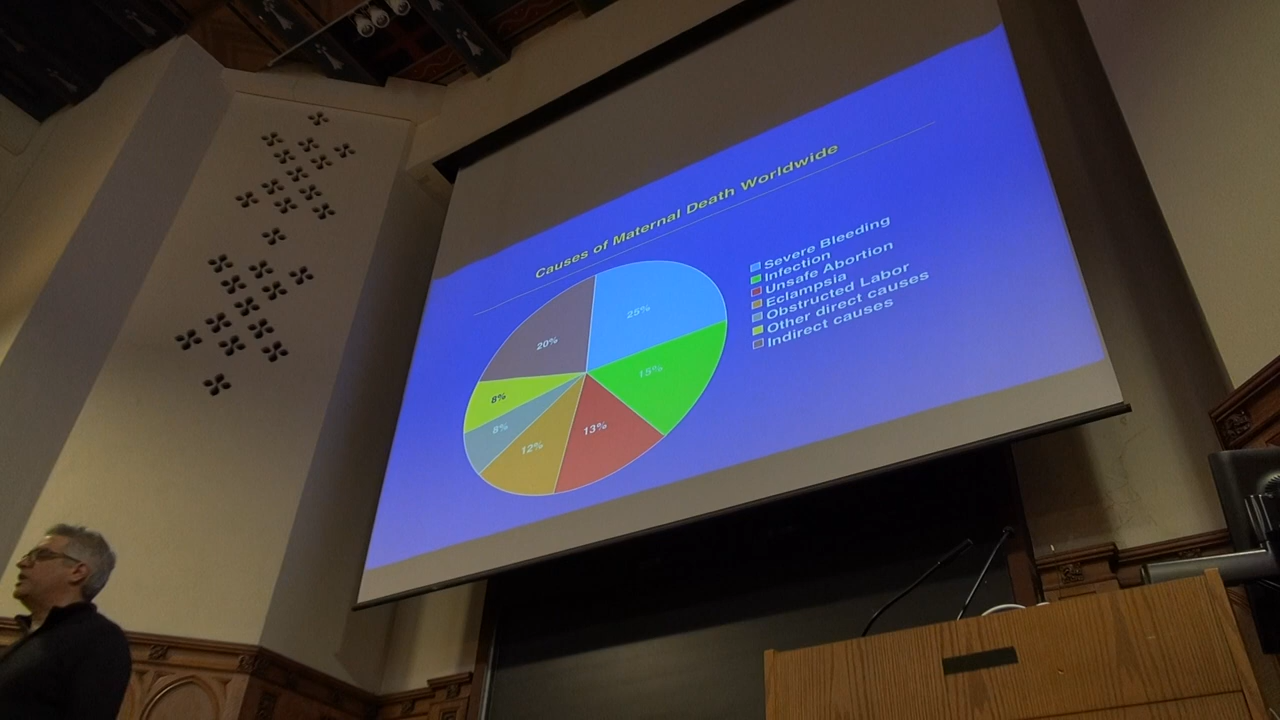 Causes of Maternal Death Worldwide
Severe Bleeding
Infection
Unsafe Abortion
Eclampsia
Obstructed Labor
Other direct causes
Indirect causes
25%
15%
13%
12%
8%
8%
20%